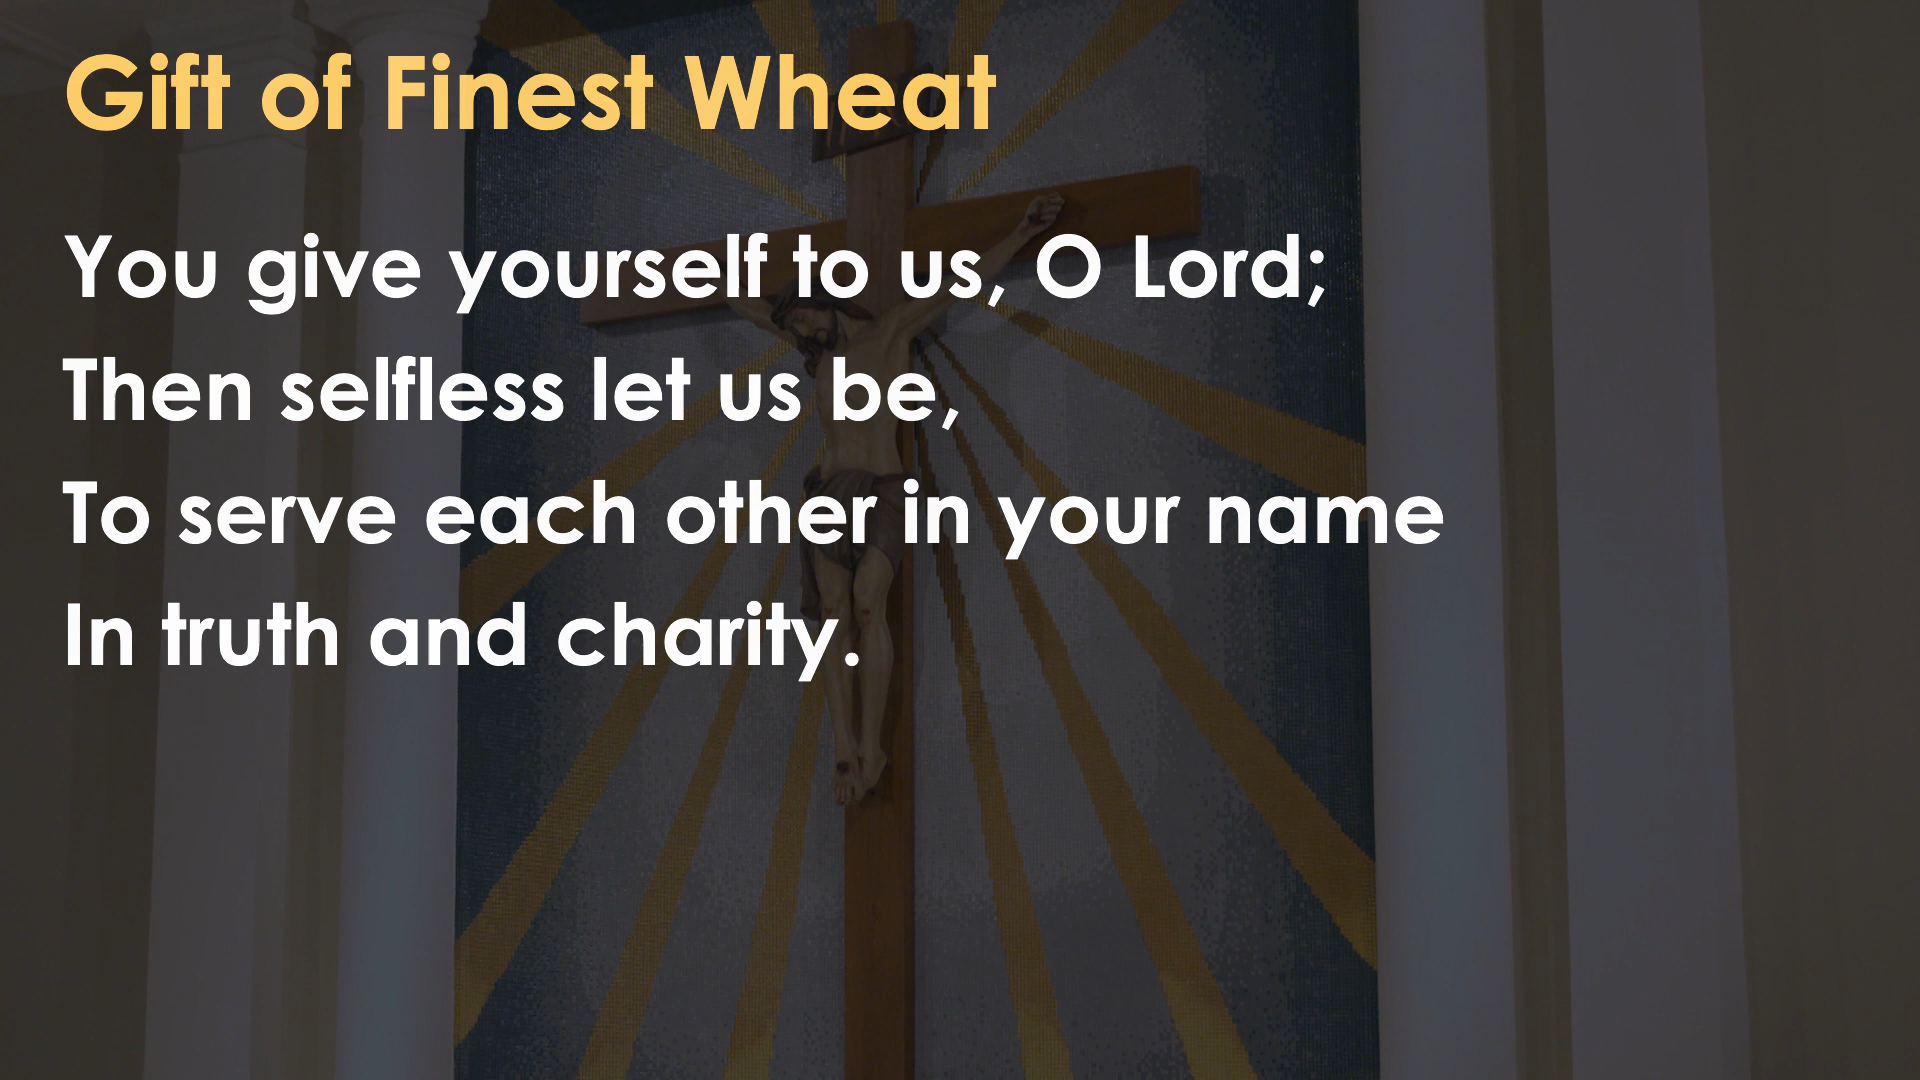 Gift of Finest Wheat
You give yourself to us, O Lord;
Then selfless let us be,
To serve each other in your name
In truth and charity.